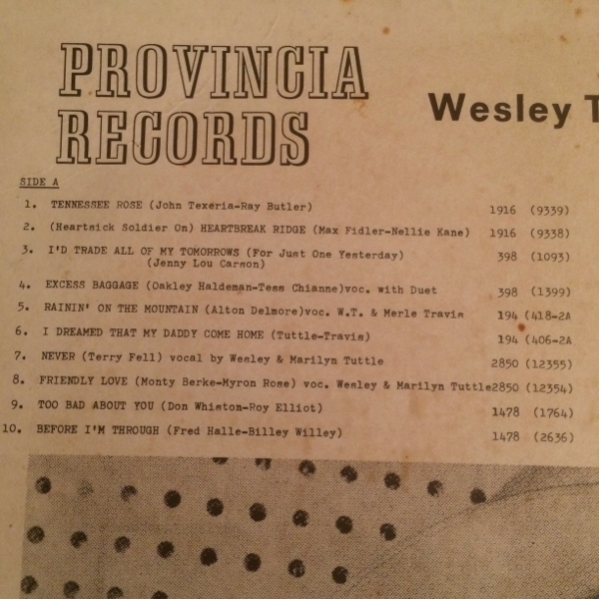 PROVINCIA
RECORDS
Wesley T
SIDE A
1. TENNESSEE ROSE (John Texeria-Ray Butler) 1916 (9339)
2. (Heartsick Soldier On) HEARTBREAK RIDGE (Max Fidler-Nellie Kane) 1916 (9338)
3. I'D TRADE ALL OF MY TOMORROWS (For Just One Yesterday) 398 (1093)
(Jenny Lou Carson)
4. EXCESS BAGGAGE (Oakley Haldeman-Tess Chianne)voc. with Duet 398 (1399)
5. RAININ' ON THE MOUNTAIN (Alton Delmore)voc. W.T. & Merle Travis 194 (418-2A
6. I DREAMED THAT MY DADDY COME HOME (Tuttle-Travis) 194 (406-2A
7. NEVER (Terry Fell) vocal by Wesley & Marilyn Tuttle 2850 (12355)
8. FRIENDLY LOVE (Monty Berke-Myron Rose) voc. Wesley & Marilyn Tuttle2850 (12354)
9. TOO BAD ABOUT YOU (Don Whiston-Roy Elliot) 1478 (1764)
10. BEFORE I'M THROUGH (Fred Halle-Billey Willey) 1478 (2636)